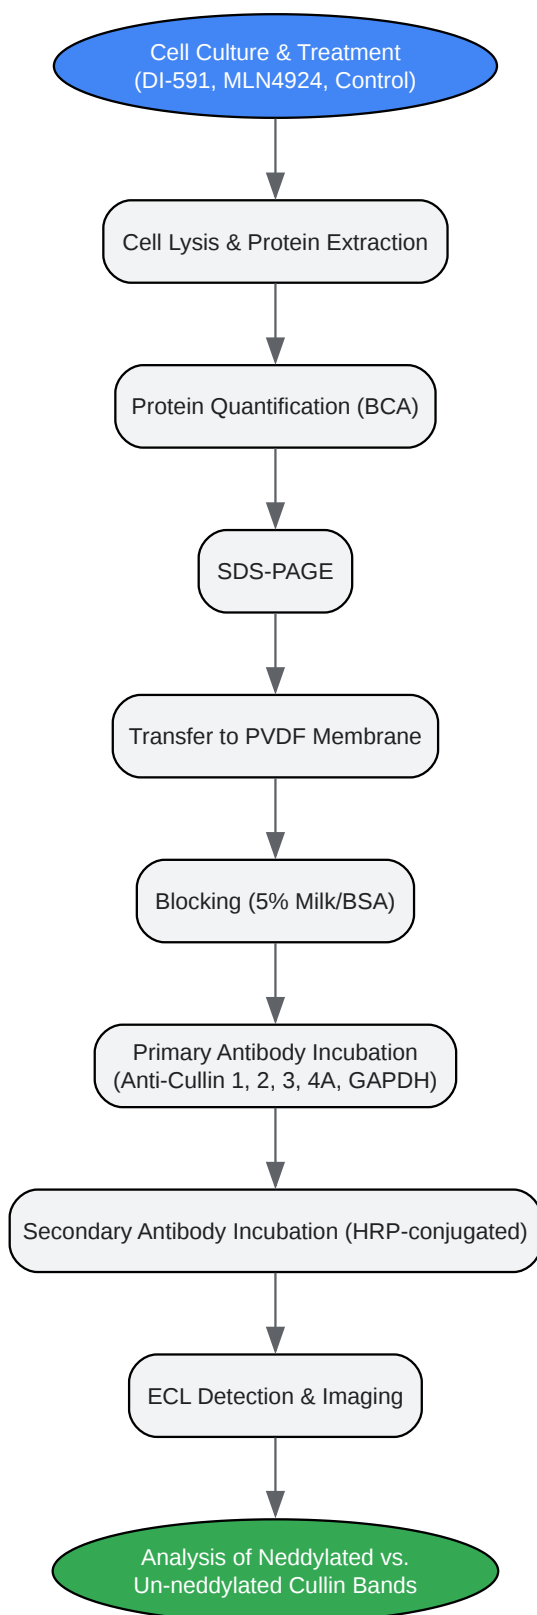 Cell Culture & Treatment
(DI-591, MLN4924, Control)
Cell Lysis & Protein Extraction
Protein Quantification (BCA)
SDS-PAGE
Transfer to PVDF Membrane
Blocking (5% Milk/BSA)
Primary Antibody Incubation
(Anti-Cullin 1, 2, 3, 4A, GAPDH)
Secondary Antibody Incubation (HRP-conjugated)
ECL Detection & Imaging
Analysis of Neddylated vs.
Un-neddylated Cullin Bands